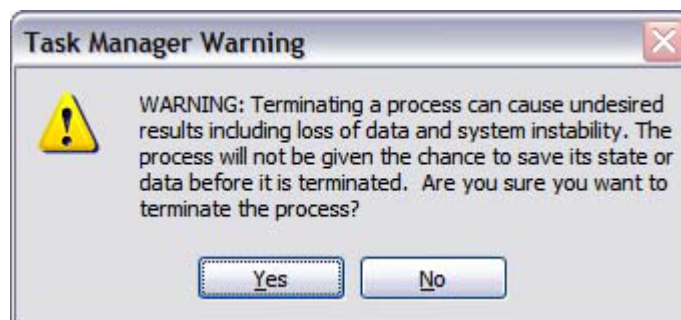 Task Manager Warning
WARNING: Terminating a process can cause undesired
results including loss of data and system instability. The
process will not be given the chance to save its state or
data before it is terminated.  Are you sure you want to
terminate the process?
Yes
No